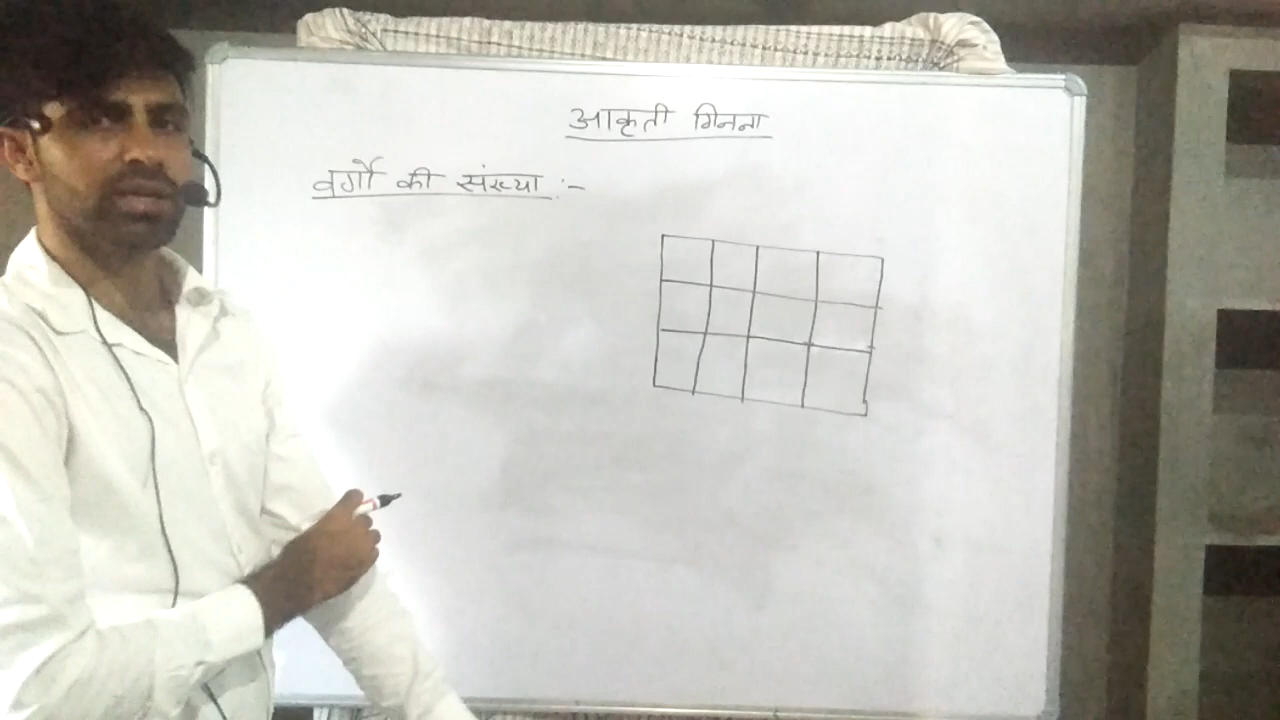 आकृती गिनना
वर्गों की संख्या :-